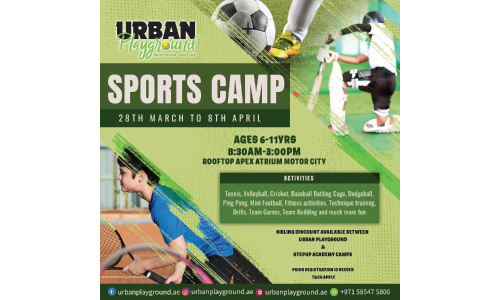 URBAN
Playground
SPORTS CAMP
28TH MARCH TO 8TH APRIL
AGES 6-11YRS
8:30AM-3:00PM
ROOFTOP APEX ATRIUM MOTOR CITY
ACTIVITIES
Tennis, Volleyball, Cricket, Baseball Batting Cage, Dodgeball,
Ping Pong, Mini Football, Fitness activities, Technique training,
Drills, Team Games, Team Building and much more fun
SIBLING DISCOUNT AVAILABLE BETWEEN
URBAN PLAYGROUND
&
STEPUP ACADEMY CAMPS
PRIOR REGISTRATION IS NEEDED
T&CS APPLY
urbanplayground.ae urbanplayground.ae urbanplayground.ae +971 58547 5800